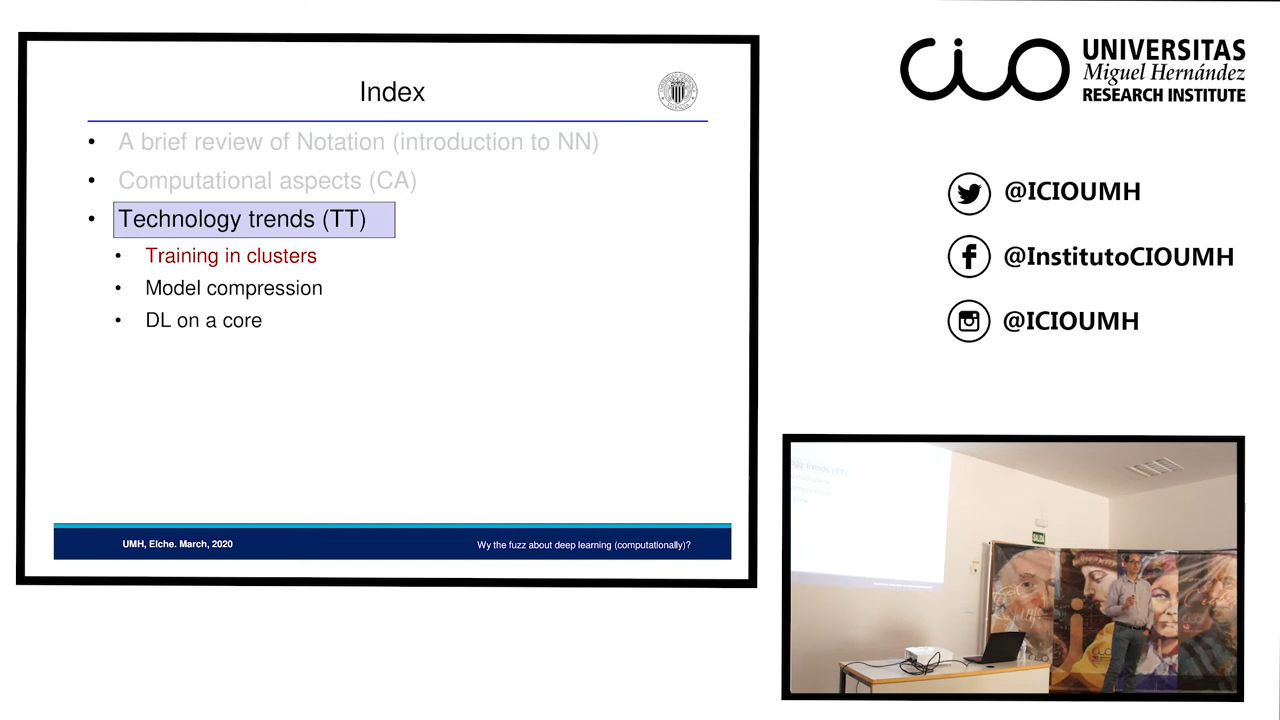 Index
A brief review of Notation (introduction to NN)
Computational aspects (CA)
Technology trends (TT)
Training in clusters
Model compression
DL on a core
UMH, Elche. March, 2020
Wy the fuzz about deep learning (computationally)?
cio
UNIVERSITAS
Miguel Hernández
RESEARCH INSTITUTE
@ICIOUMH
@InstitutoCIOUMH
@ICIOUMH
SALIDA